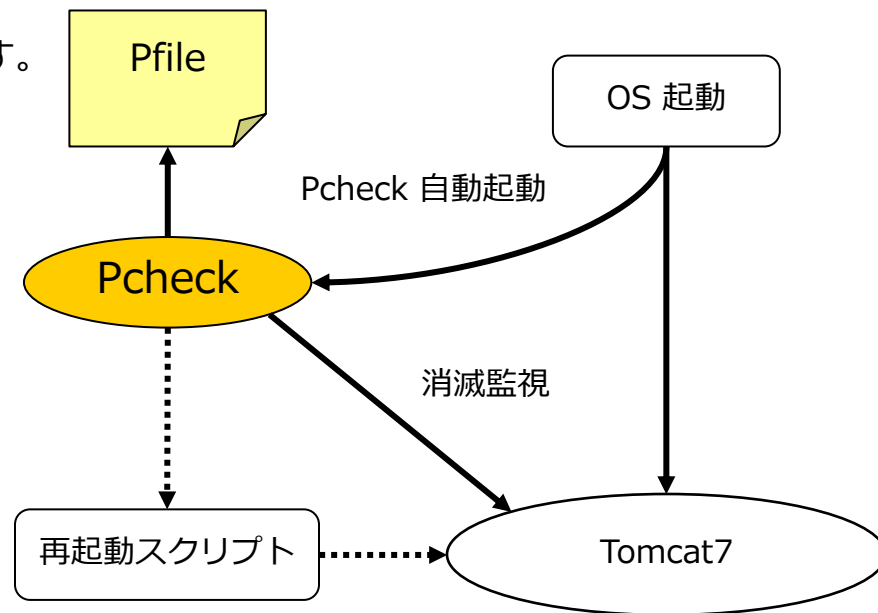 す。
Pfile
OS 起動
Pcheck 自動起動
Pcheck
消滅監視
再起動スクリプト
Tomcat7